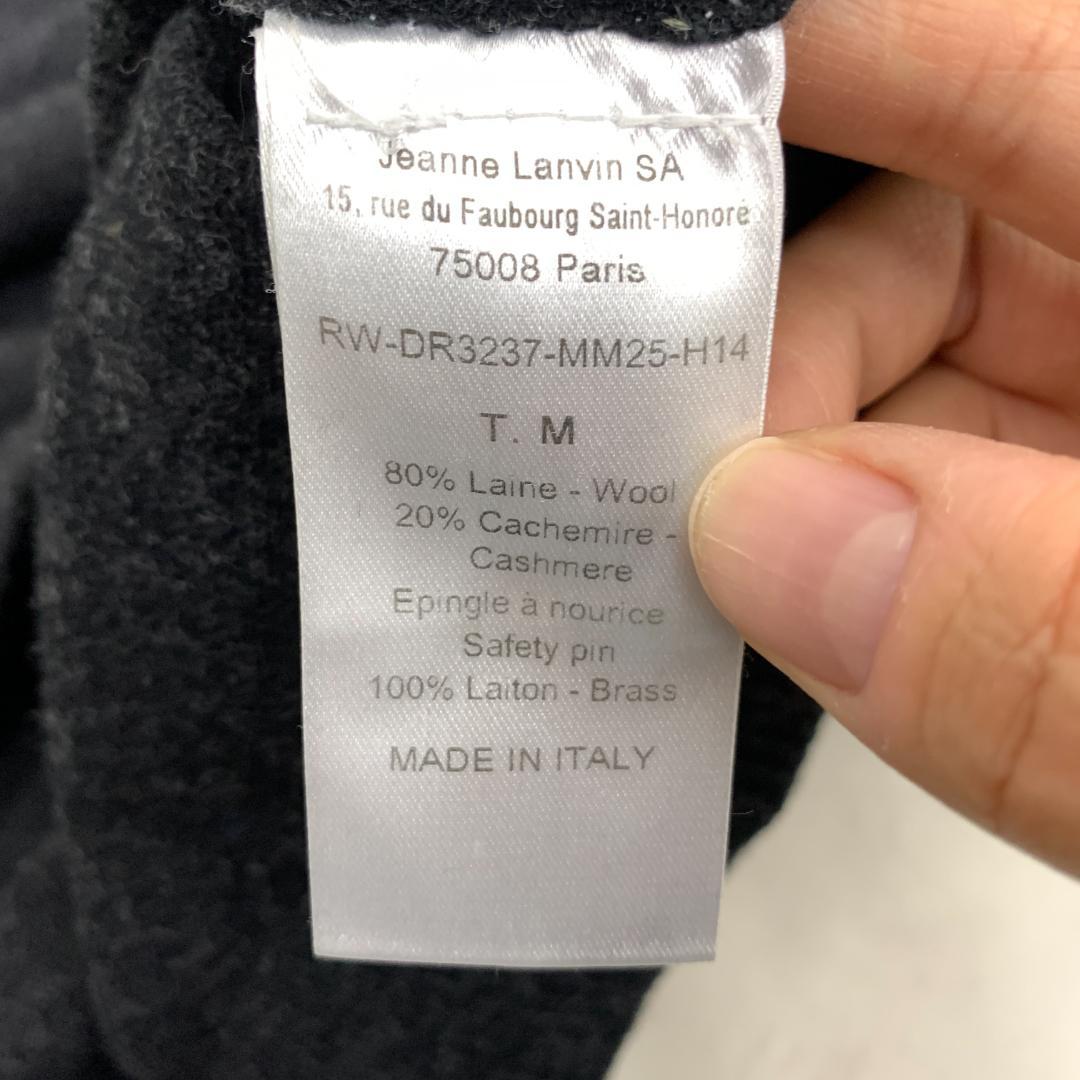 Jeanne Lanvin SA
15, rue du Faubourg Saint-Honoré
75008 Paris
RW-DR3237-MM25-H14
T. M
80% Laine - Wool
20% Cachemire -
Cashmere
Epingle à nourice
Safety pin
100% Laiton - Brass
MADE IN ITALY